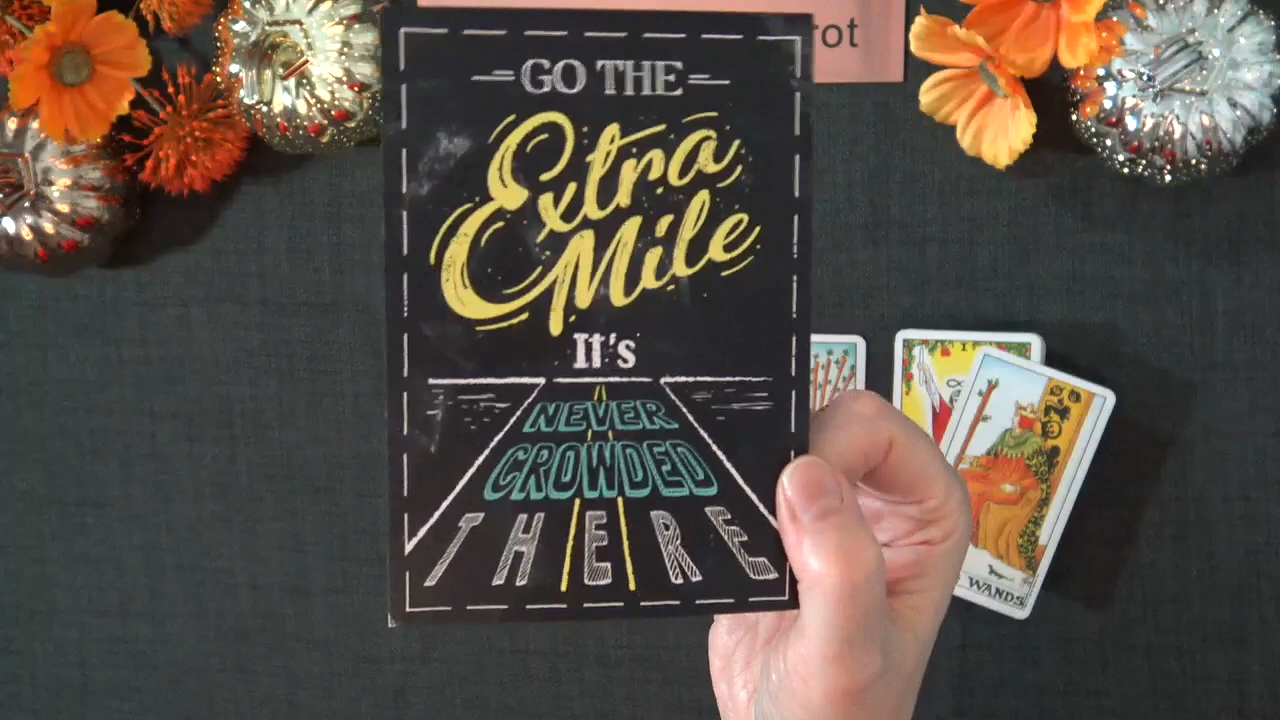 rot
GO THE
Extra
Mile
It's
NEVER
CROWDED
THERE
WANDS